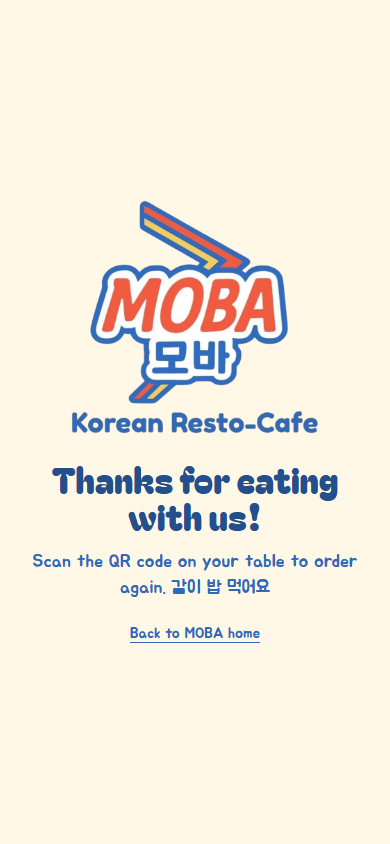 MOBA
모바
Korean Resto-Cafe
Thanks for eating
with us!
Scan the QR code on your table to order
again. 같이 밥 먹어요
Back to MOBA home